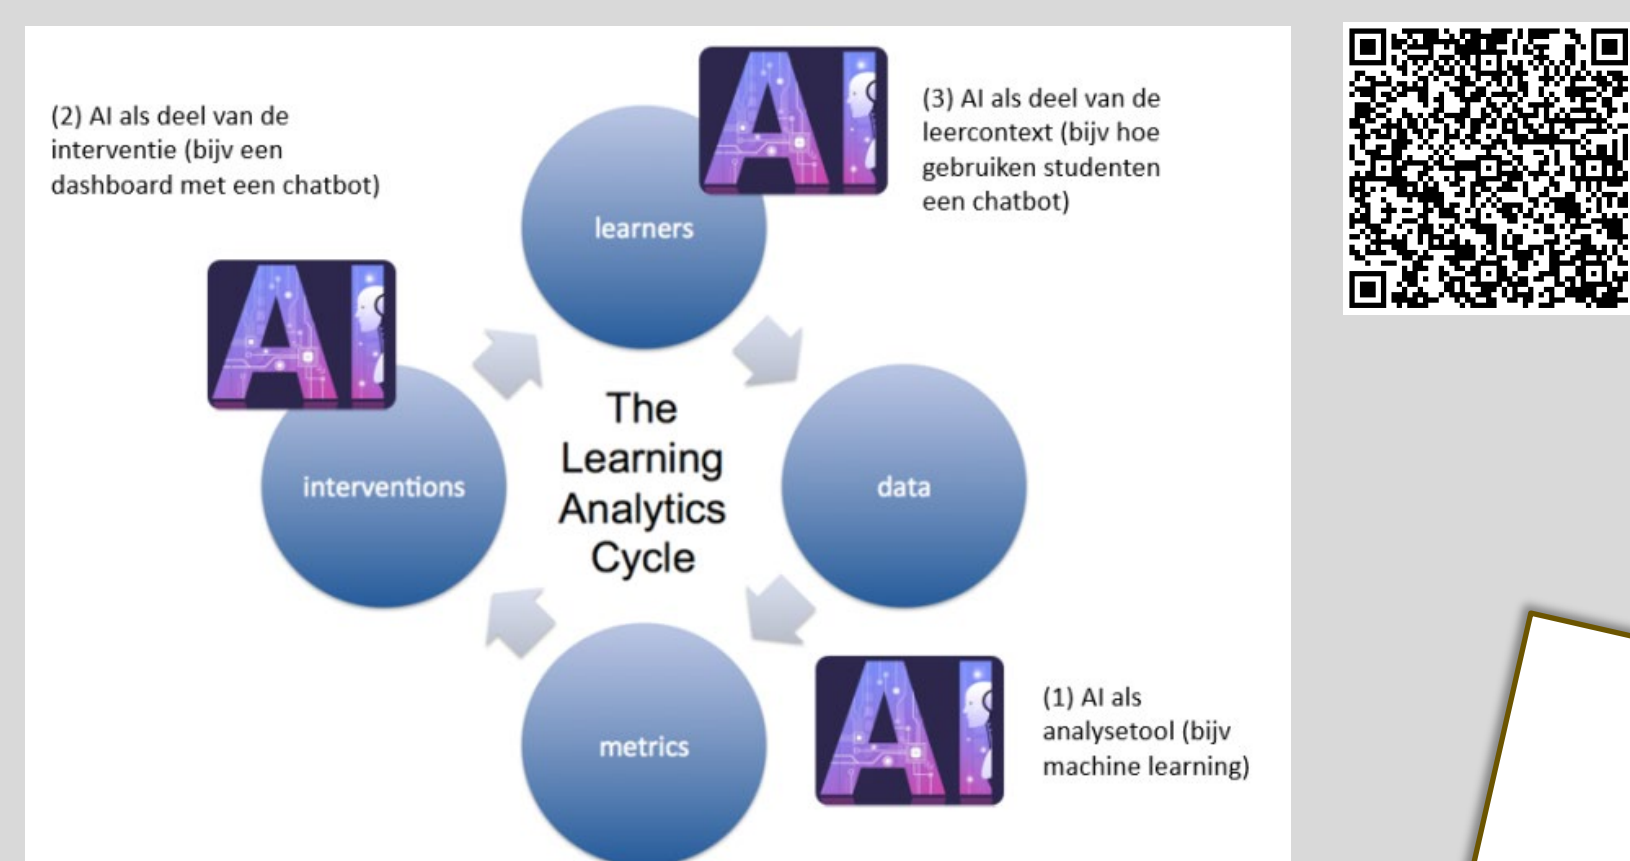 (2) AI als deel van de
interventie (bijv een
dashboard met een chatbot)
AI
(3) AI als deel van de
leercontext (bijv hoe
gebruiken studenten
een chatbot)
learners
AI
The
Learning
Analytics
Cycle
interventions
data
metrics
AI
(1) AI als
analysetool (bijv
machine learning)